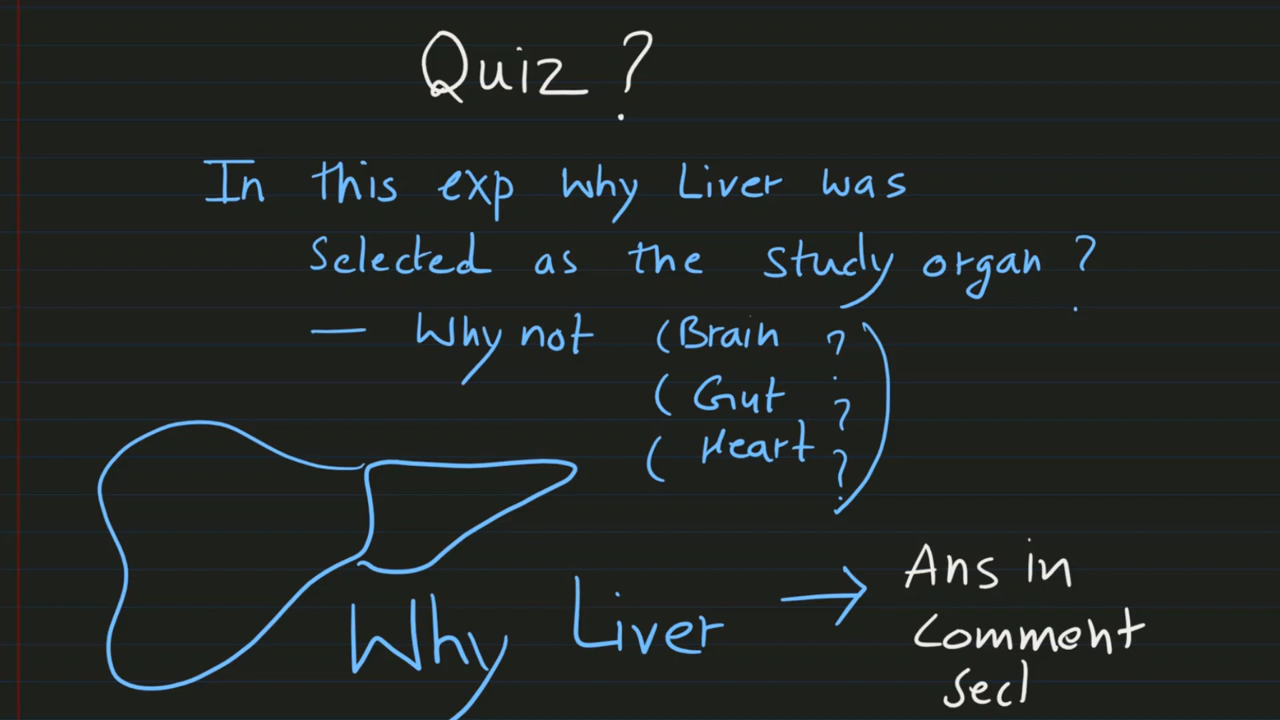 Quiz ?
In this exp why Liver was
Selected as the study organ ?
— Why not (Brain ?
( Gut ?
( Heart ?)
Why Liver → Ans in
comment
Sec